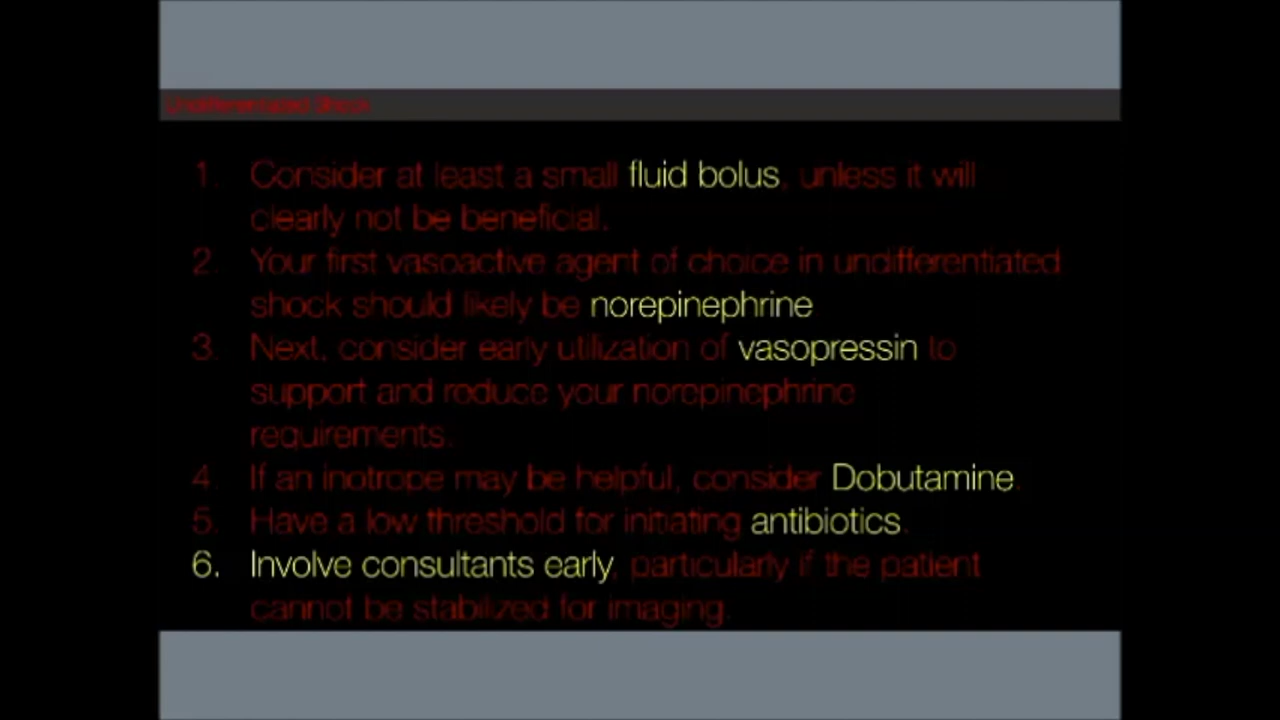 Undifferentiated Shock
1. Consider at least a small fluid bolus, unless it will
clearly not be beneficial.
2. Your first vasoactive agent of choice in undifferentiated
shock should likely be norepinephrine.
3. Next, consider early utilization of vasopressin to
support and reduce your norepinephrine
requirements.
4. If an inotrope may be helpful, consider Dobutamine.
5. Have a low threshold for initiating antibiotics.
6. Involve consultants early, particularly if the patient
cannot be stabilized for imaging.